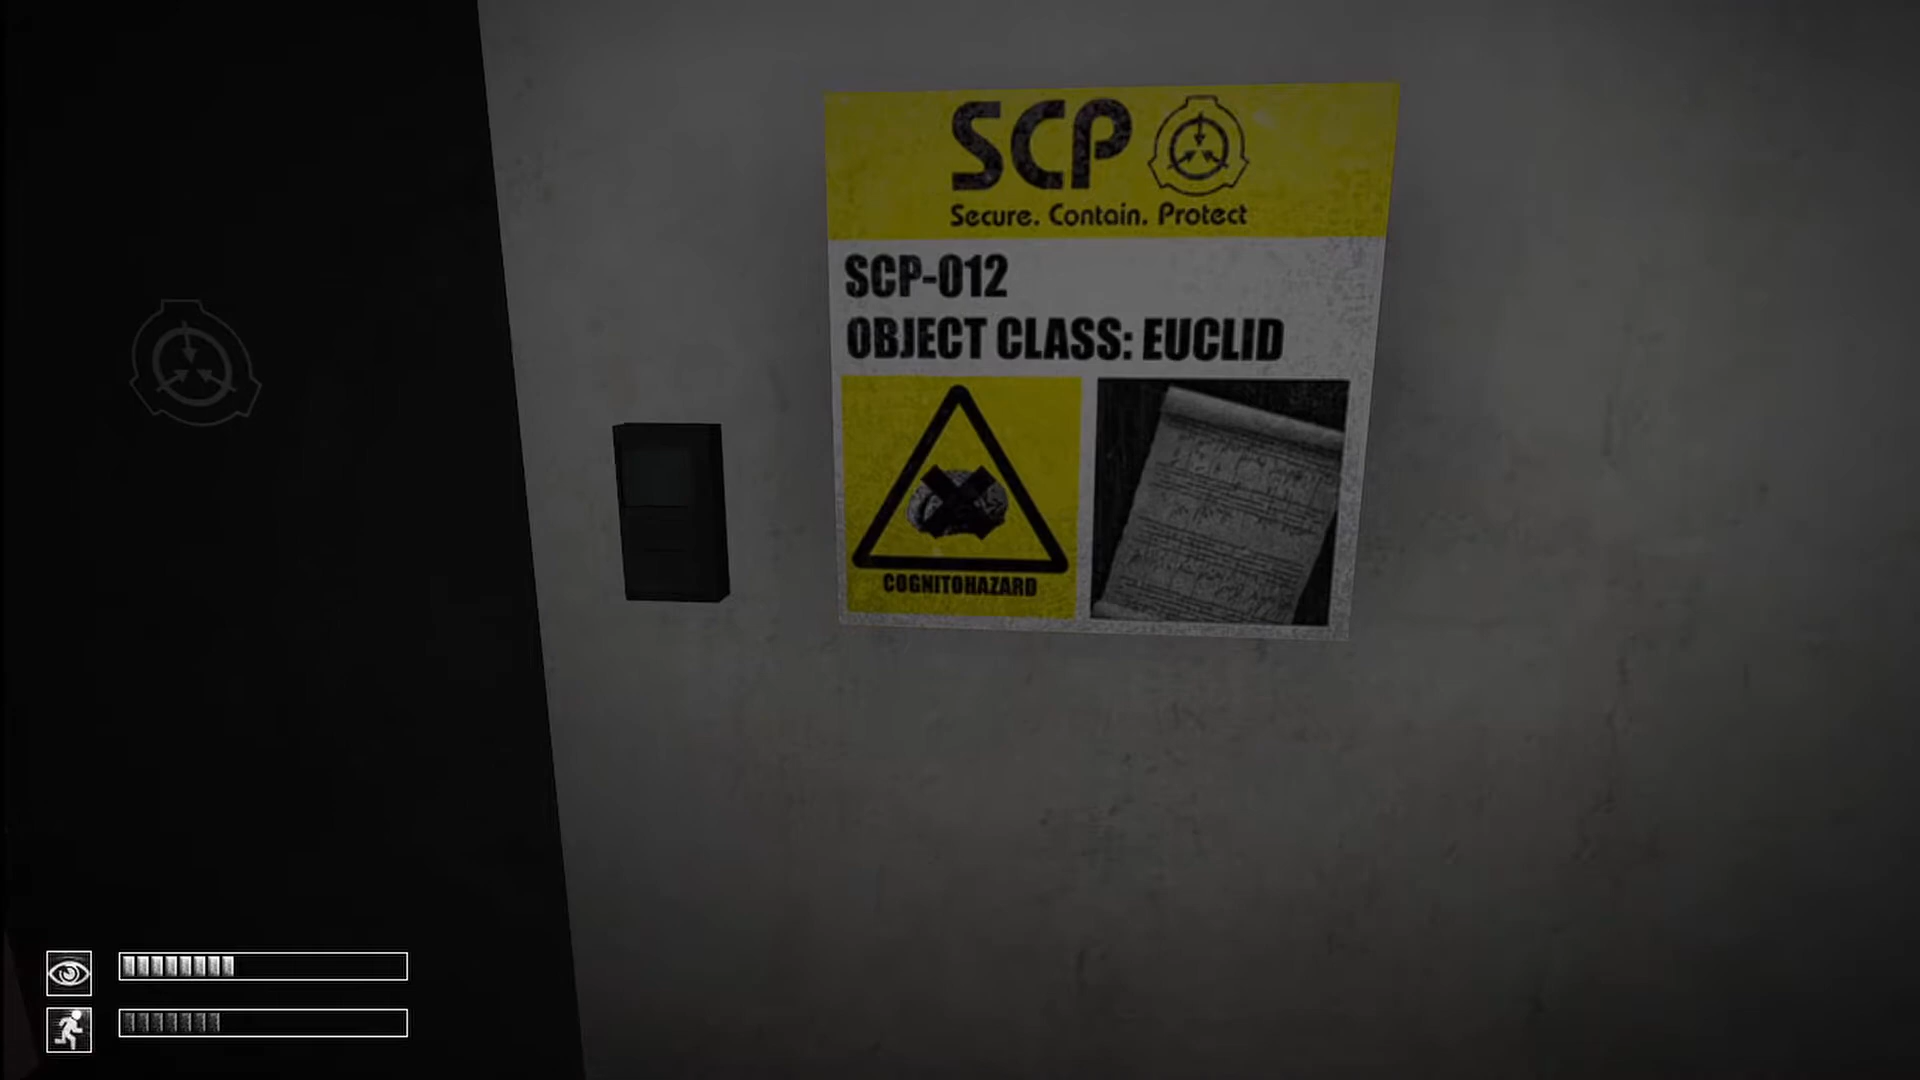 SCP
Secure. Contain. Protect
SCP-012
OBJECT CLASS: EUCLID
COGNITOHAZARD